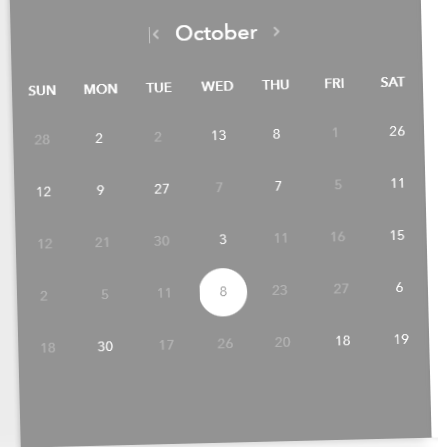 ‹ October ›
SUN MON TUE WED THU FRI SAT
28 2 2 13 8 1 26
12 9 27 7 7 5 11
12 21 30 3 11 16 15
2 5 11 8 23 27 6
18 30 17 26 20 18 19